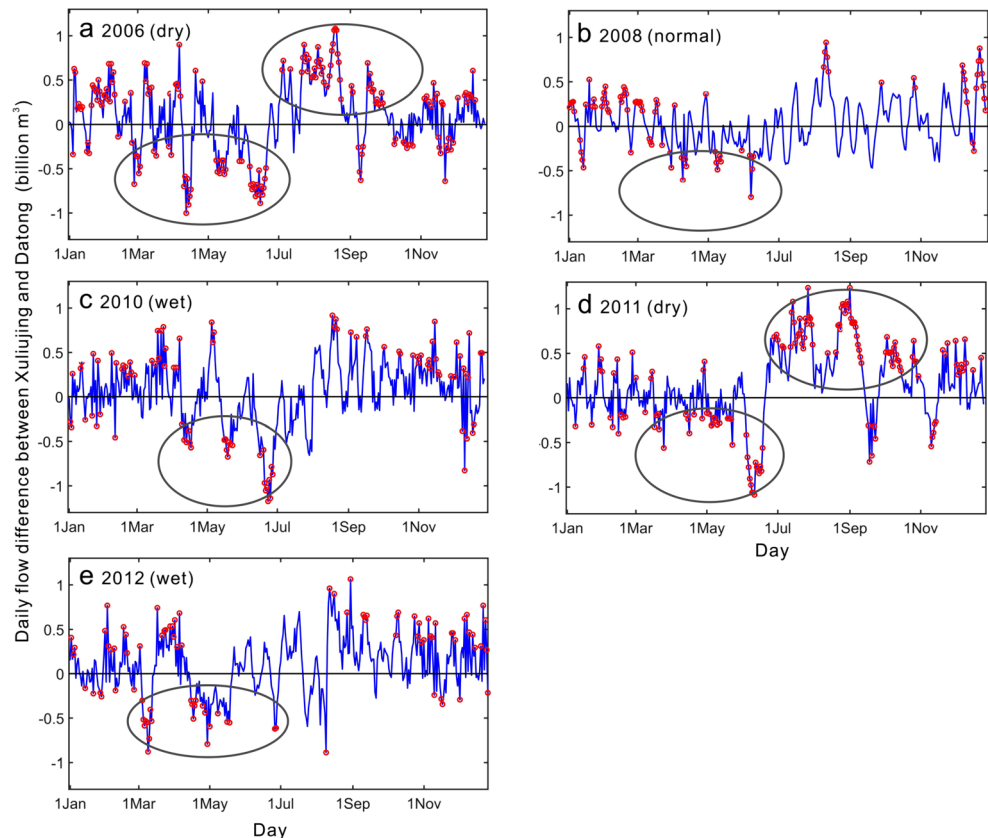 Daily flow difference between Xuliujing and Datong (billion m³)
a 2006 (dry)
1
0.5
0
-0.5
-1
1Jan 1Mar 1May 1Jul 1Sep 1Nov
b 2008 (normal)
1
0.5
0
-0.5
-1
1Jan 1Mar 1May 1Jul 1Sep 1Nov
c 2010 (wet)
1
0.5
0
-0.5
-1
1Jan 1Mar 1May 1Jul 1Sep 1Nov
d 2011 (dry)
1
0.5
0
-0.5
-1
1Jan 1Mar 1May 1Jul 1Sep 1Nov
Day
e 2012 (wet)
1
0.5
0
-0.5
-1
1Jan 1Mar 1May 1Jul 1Sep 1Nov
Day